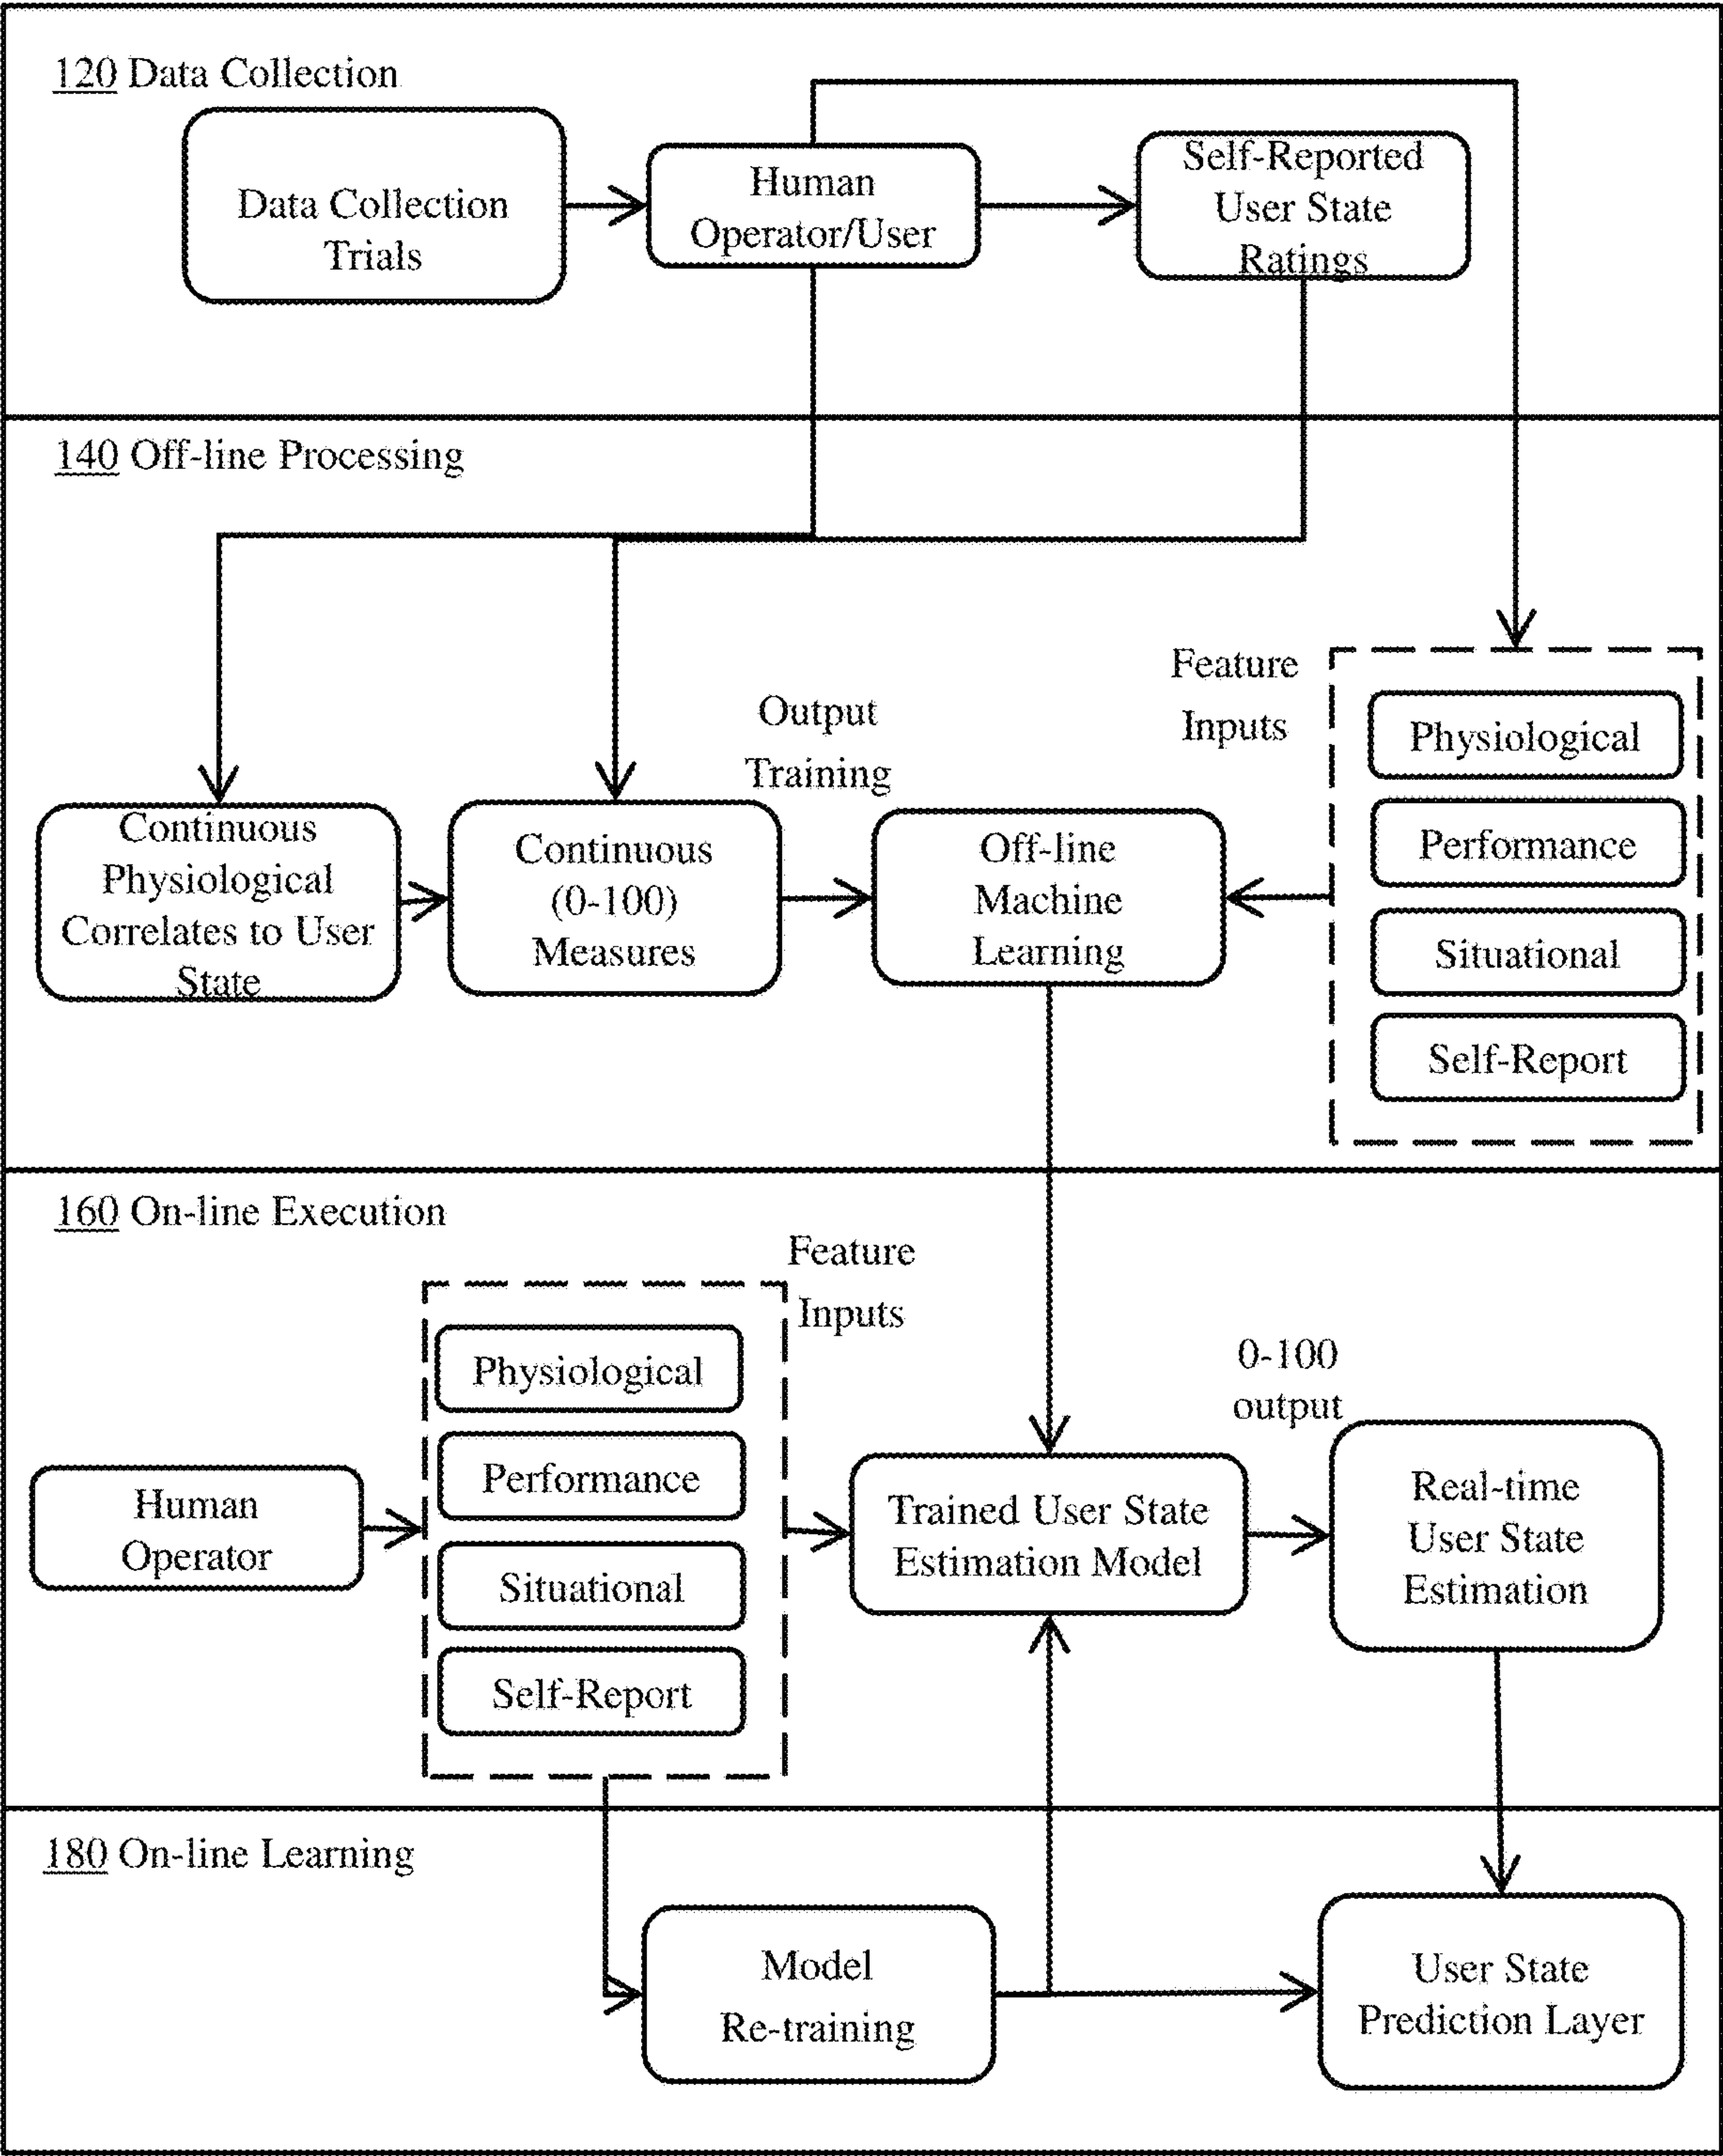 120 Data Collection
Data Collection
Trials
Human
Operator/User
Self-Reported
User State
Ratings
140 Off-line Processing
Feature
Inputs
Output
Training
Continuous
Physiological
Correlates to User
State
Continuous
(0-100)
Measures
Off-line
Machine
Learning
Physiological
Performance
Situational
Self-Report
160 On-line Execution
Feature
Inputs
Human
Operator
Physiological
Performance
Situational
Self-Report
Trained User State
Estimation Model
0-100
output
Real-time
User State
Estimation
180 On-line Learning
Model
Re-training
User State
Prediction Layer